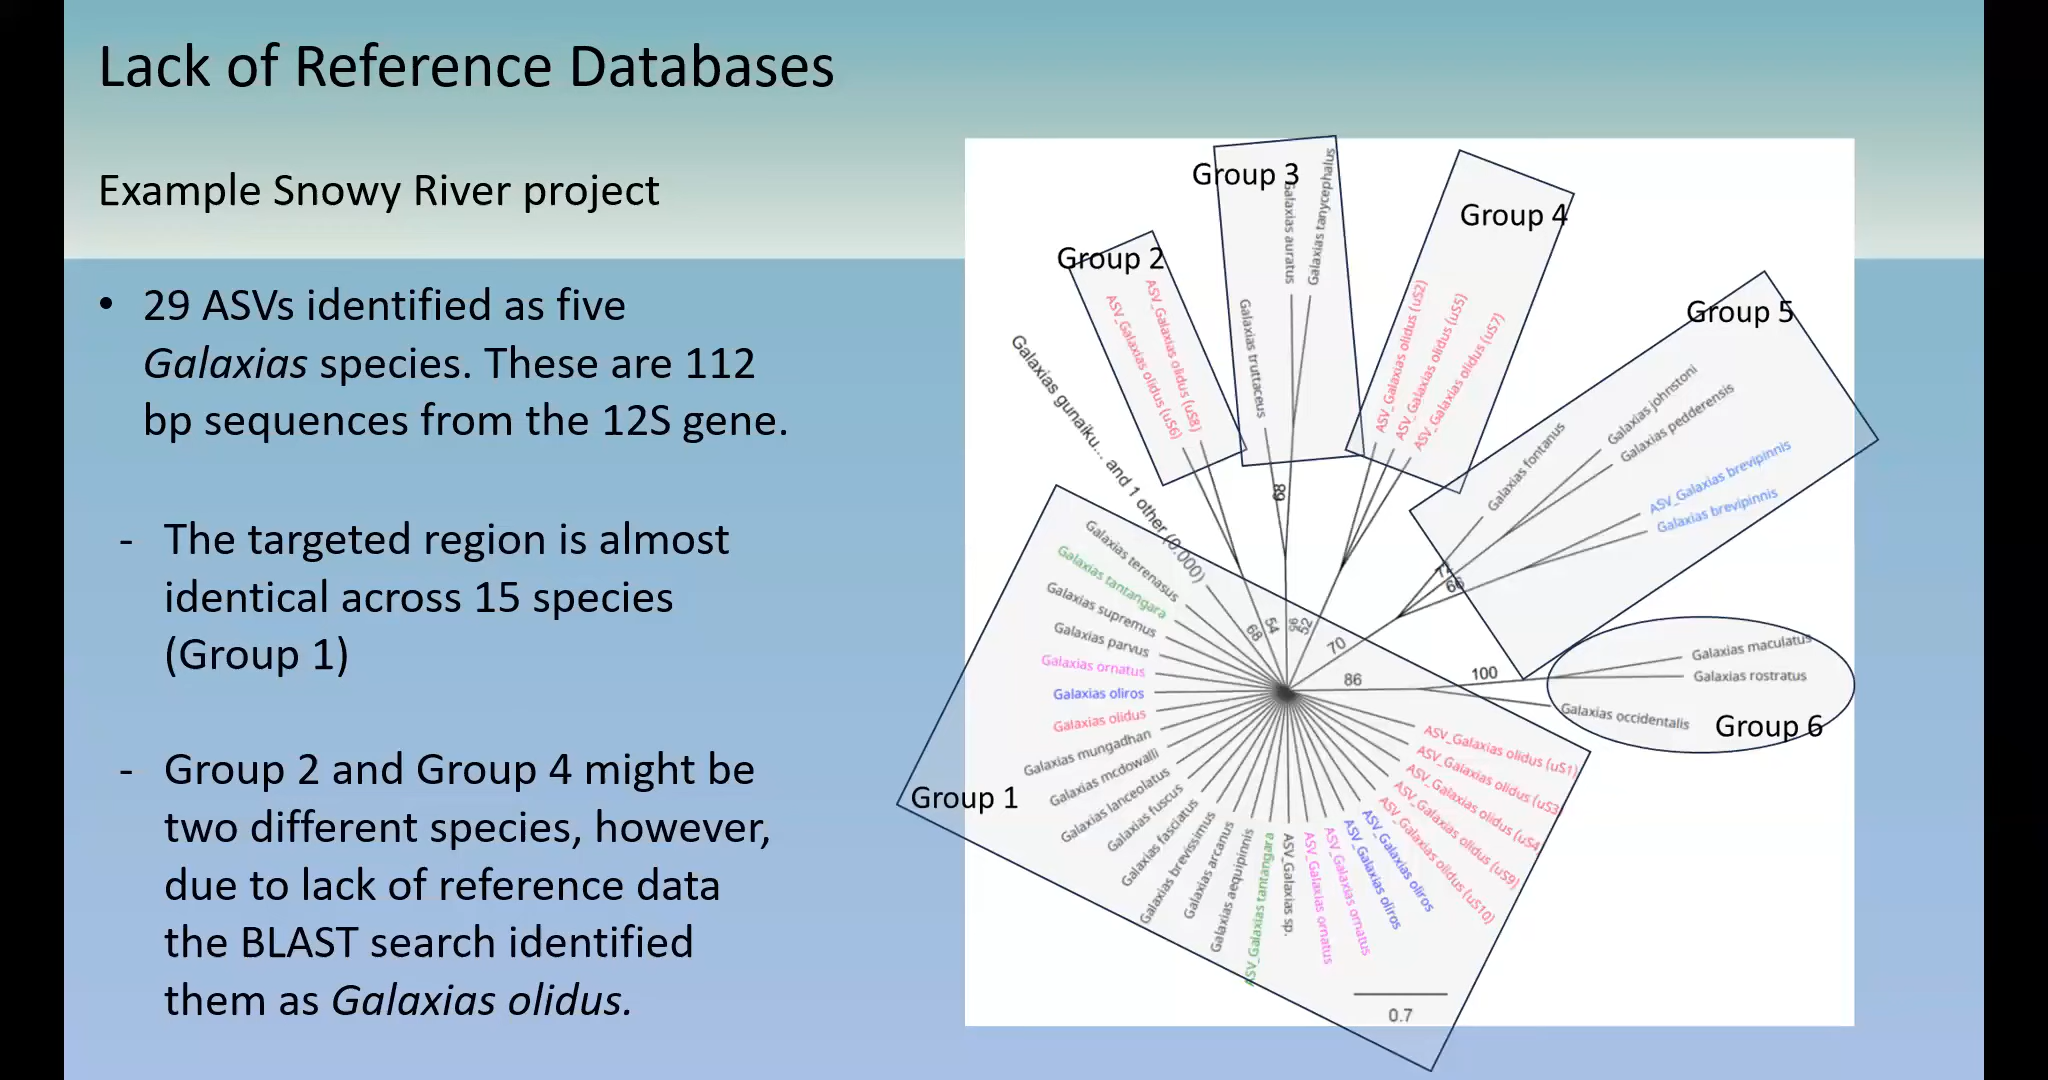 Lack of Reference Databases
Example Snowy River project
• 29 ASVs identified as five
Galaxias species. These are 112
bp sequences from the 12S gene.
- The targeted region is almost
identical across 15 species
(Group 1)
- Group 2 and Group 4 might be
two different species, however,
due to lack of reference data
the BLAST search identified
them as Galaxias olidus.
Group 1
Galaxias gunaiku... and 1 other (0.000)
Galaxias terenasus
Galaxias tantangara
Galaxias supremus
Galaxias parvus
Galaxias ornatus
Galaxias oliros
Galaxias olidus
Galaxias mungadhan
Galaxias mcdowalli
Galaxias lanceolatus
Galaxias fuscus
Galaxias fasciatus
Galaxias brevissimus
Galaxias arcanus
Galaxias aequipinnis
ASV_Galaxias tantangara
ASV_Galaxias sp.
ASV_Galaxias ornatus
ASV_Galaxias ornatus
ASV_Galaxias oliros
ASV_Galaxias oliros
ASV_Galaxias olidus (uS10)
ASV_Galaxias olidus (uS9)
ASV_Galaxias olidus (uS4)
ASV_Galaxias olidus (uS3)
ASV_Galaxias olidus (uS1)
Group 2
ASV_Galaxias olidus (uS6)
ASV_Galaxias olidus (uS8)
Group 3
Galaxias truttaceus
Galaxias auratus
Galaxias tanycephalus
Group 4
ASV_Galaxias olidus (uS2)
ASV_Galaxias olidus (uS5)
ASV_Galaxias olidus (uS7)
Group 5
Galaxias fontanus
Galaxias johnstoni
Galaxias pedderensis
ASV_Galaxias brevipinnis
Galaxias brevipinnis
Group 6
Galaxias maculatus
Galaxias rostratus
Galaxias occidentalis
68
54
52
70
86
100
0.7